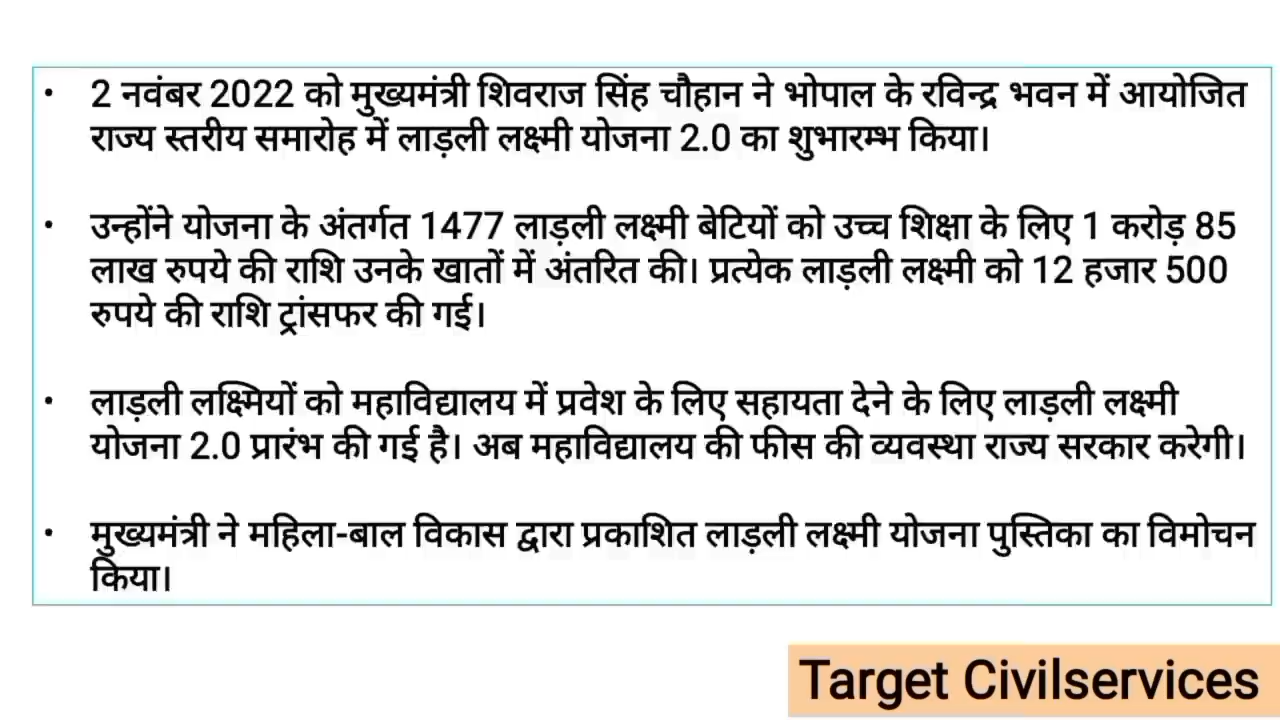 • 2 नवंबर 2022 को मुख्यमंत्री शिवराज सिंह चौहान ने भोपाल के रविन्द्र भवन में आयोजित
राज्य स्तरीय समारोह में लाड़ली लक्ष्मी योजना 2.0 का शुभारम्भ किया।
• उन्होंने योजना के अंतर्गत 1477 लाड़ली लक्ष्मी बेटियों को उच्च शिक्षा के लिए 1 करोड़ 85
लाख रुपये की राशि उनके खातों में अंतरित की। प्रत्येक लाड़ली लक्ष्मी को 12 हजार 500
रुपये की राशि ट्रांसफर की गई।
• लाड़ली लक्ष्मियों को महाविद्यालय में प्रवेश के लिए सहायता देने के लिए लाड़ली लक्ष्मी
योजना 2.0 प्रारंभ की गई है। अब महाविद्यालय की फीस की व्यवस्था राज्य सरकार करेगी।
• मुख्यमंत्री ने महिला-बाल विकास द्वारा प्रकाशित लाड़ली लक्ष्मी योजना पुस्तिका का विमोचन
किया।
Target Civilservices